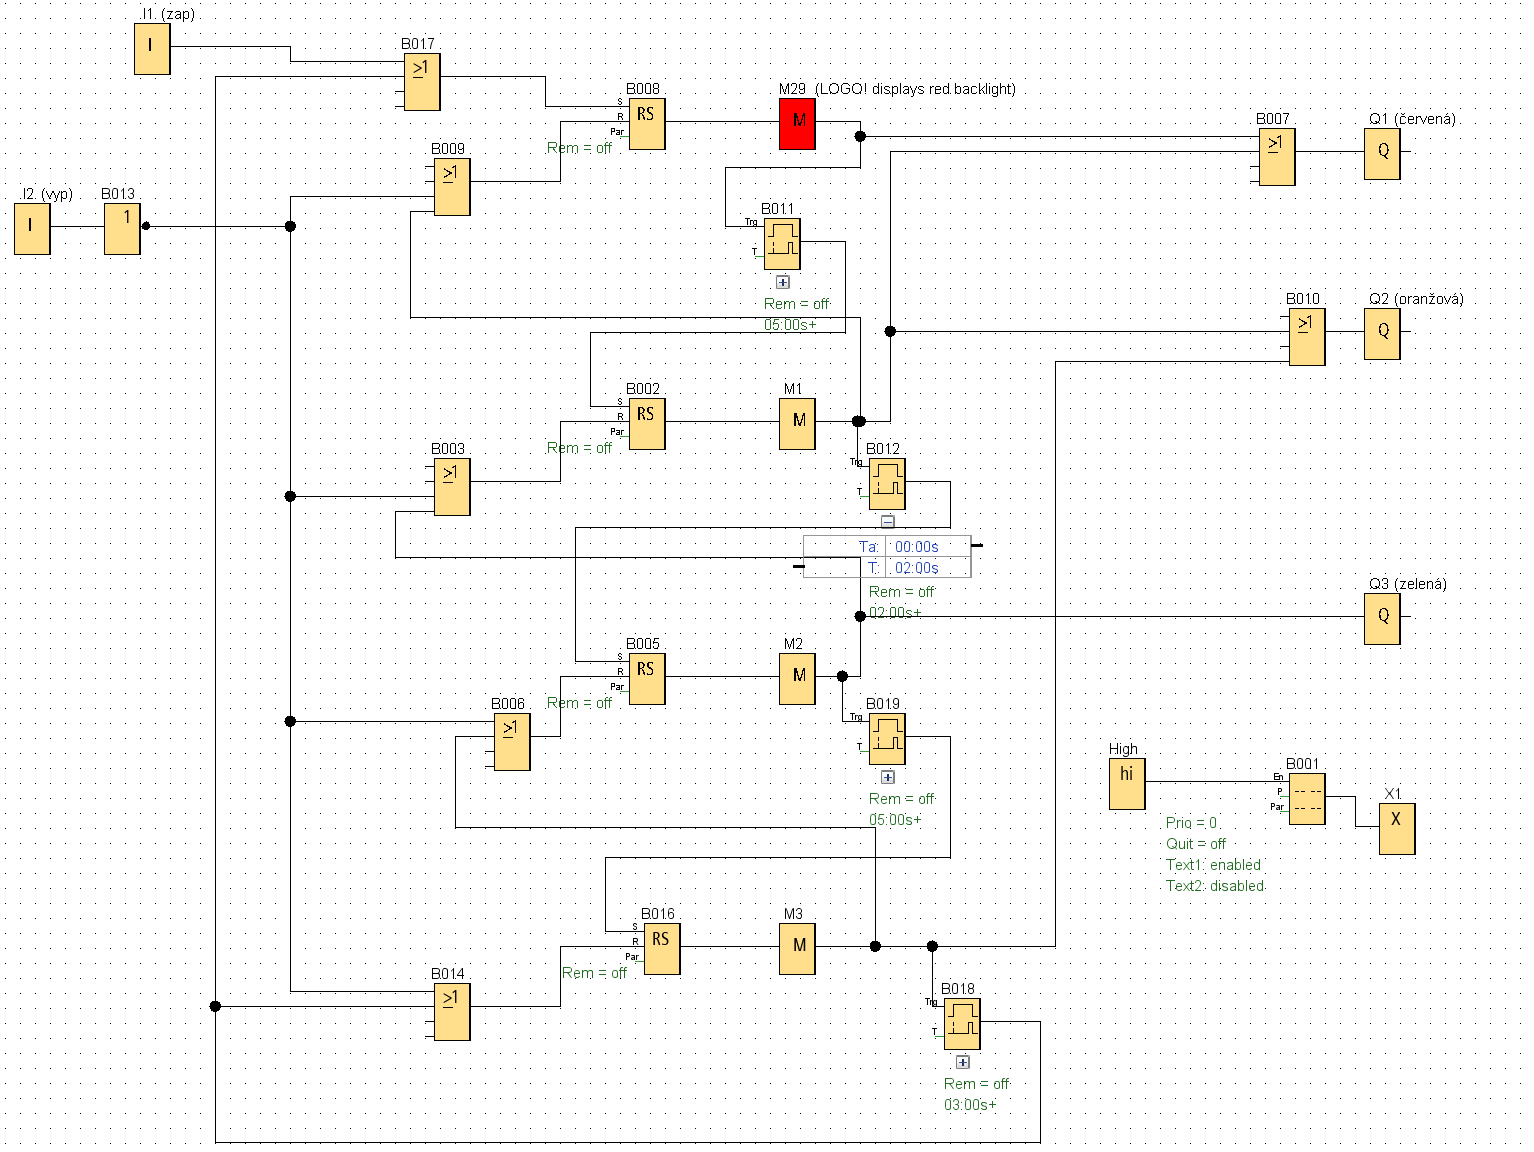 I1. (zap)
I
B017
≥1
B008
S
R
Par
RS
Rem = off
M29 (LOGO! displays red backlight)
M
B007
≥1
Q1 (červená)
Q
B009
≥1
I2. (vyp)
I
B013
1
B011
Trg
T
Rem = off
05:00s+
B010
≥1
Q2 (oranžová)
Q
B002
S
R
Par
RS
Rem = off
M1
M
B003
≥1
B012
Trg
T
Ta: 00:00s
T: 02:00s
Rem = off
02:00s+
Q3 (zelená)
Q
B005
S
R
Par
RS
Rem = off
M2
M
B006
≥1
B019
Trg
T
Rem = off
05:00s+
High
hi
B001
En
P
Par
X1
X
Prio = 0
Quit = off
Text1: enabled
Text2: disabled
B016
S
R
Par
RS
Rem = off
M3
M
B014
≥1
B018
Trg
T
Rem = off
03:00s+